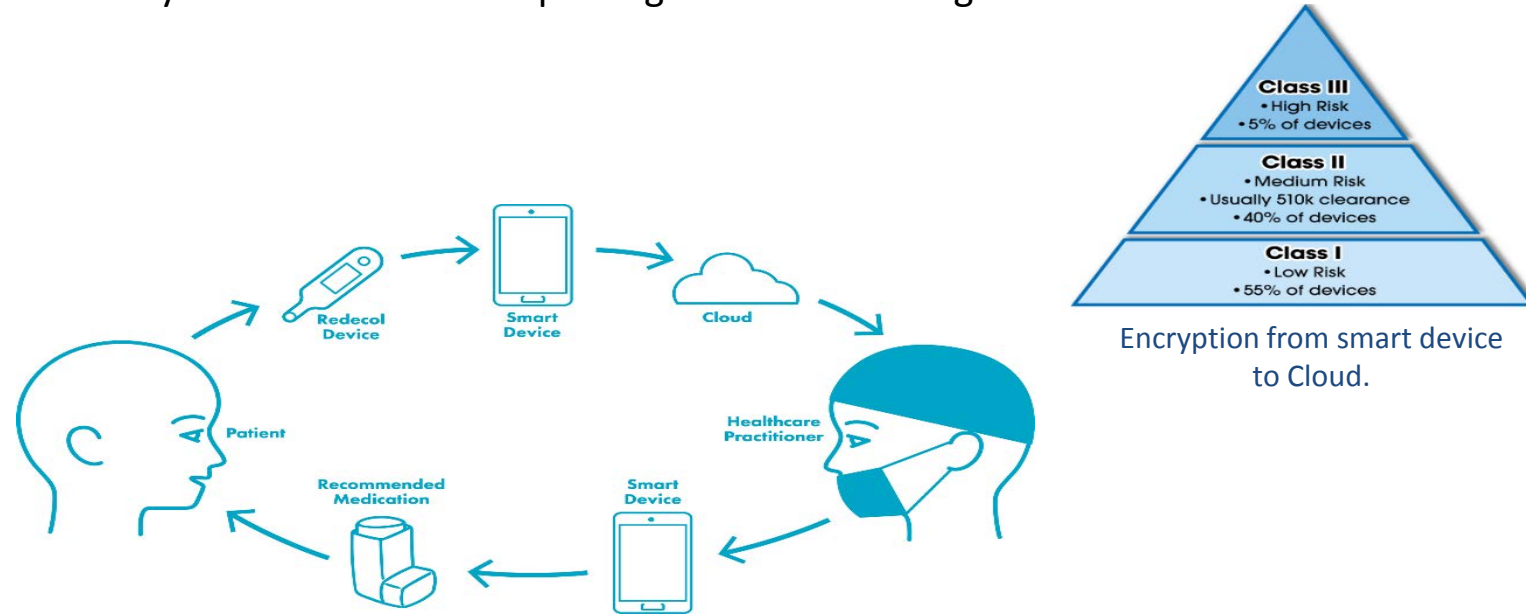 Class III
• High Risk
• 5% of devices
Class II
• Medium Risk
• Usually 510k clearance
• 40% of devices
Class I
• Low Risk
• 55% of devices
Encryption from smart device
to Cloud.
Redecol
Device
Smart
Device
Cloud
Healthcare
Practitioner
Smart
Device
Recommended
Medication
Patient